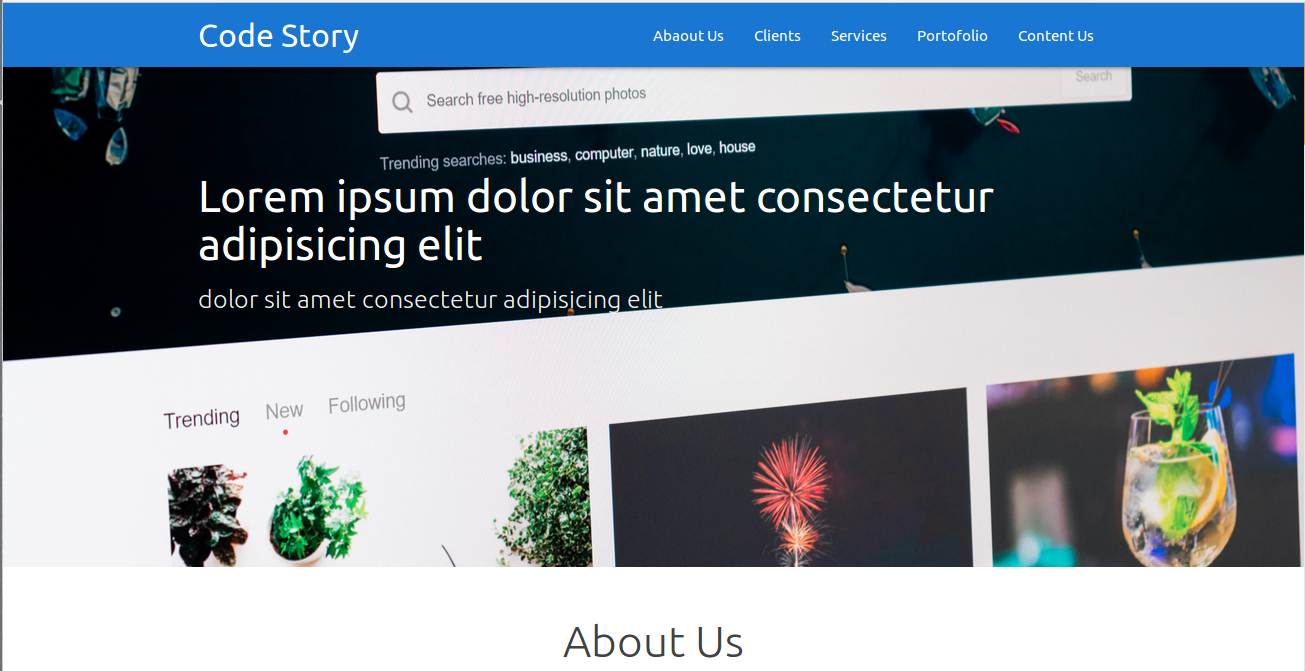 Code Story
Abaout Us Clients Services Portofolio Content Us
Search
Search free high-resolution photos
Trending searches: business, computer, nature, love, house
Lorem ipsum dolor sit amet consectetur
adipisicing elit
dolor sit amet consectetur adipisicing elit
Trending New Following
About Us